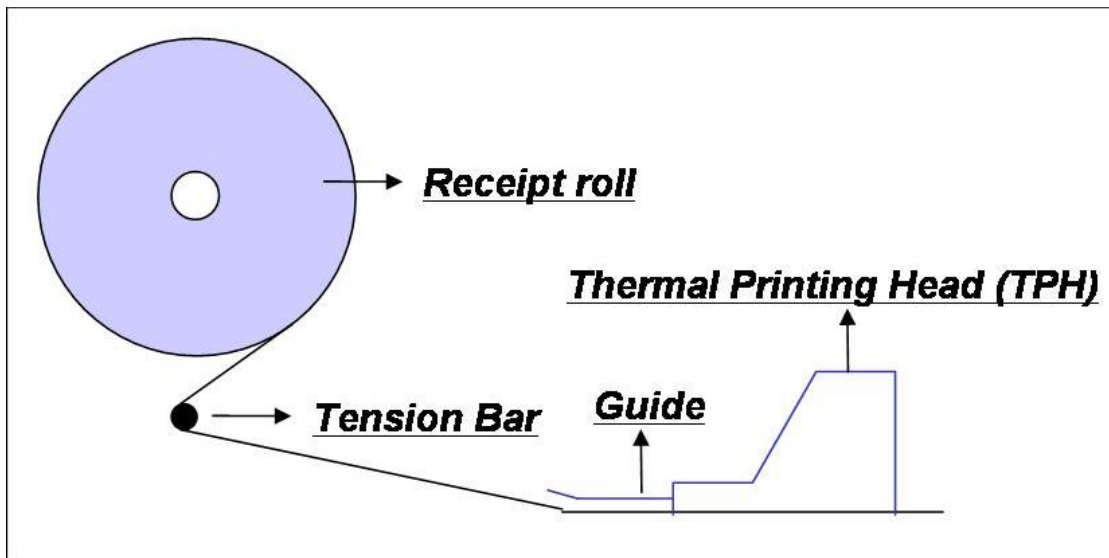 Receipt roll
Thermal Printing Head (TPH)
Tension Bar
Guide